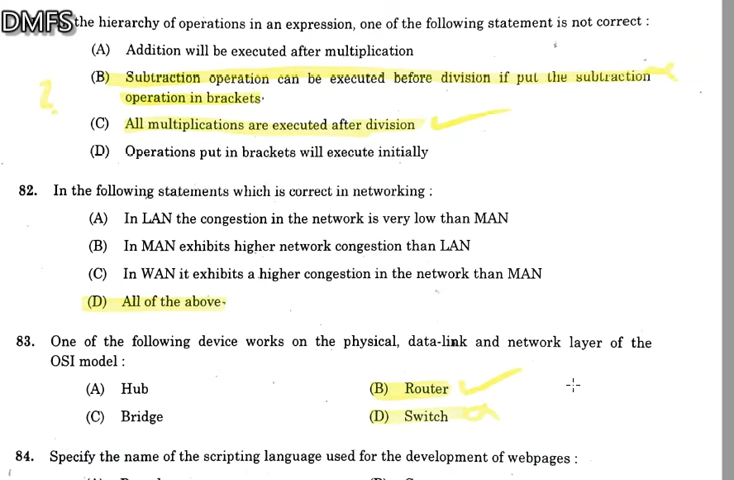 DMFS the hierarchy of operations in an expression, one of the following statement is not correct :
(A) Addition will be executed after multiplication
(B) Subtraction operation can be executed before division if put the subtraction
operation in brackets.
(C) All multiplications are executed after division
(D) Operations put in brackets will execute initially
82. In the following statements which is correct in networking :
(A) In LAN the congestion in the network is very low than MAN
(B) In MAN exhibits higher network congestion than LAN
(C) In WAN it exhibits a higher congestion in the network than MAN
(D) All of the above
83. One of the following device works on the physical, data-link and network layer of the
OSI model :
(A) Hub (B) Router
(C) Bridge (D) Switch
84. Specify the name of the scripting language used for the development of webpages :